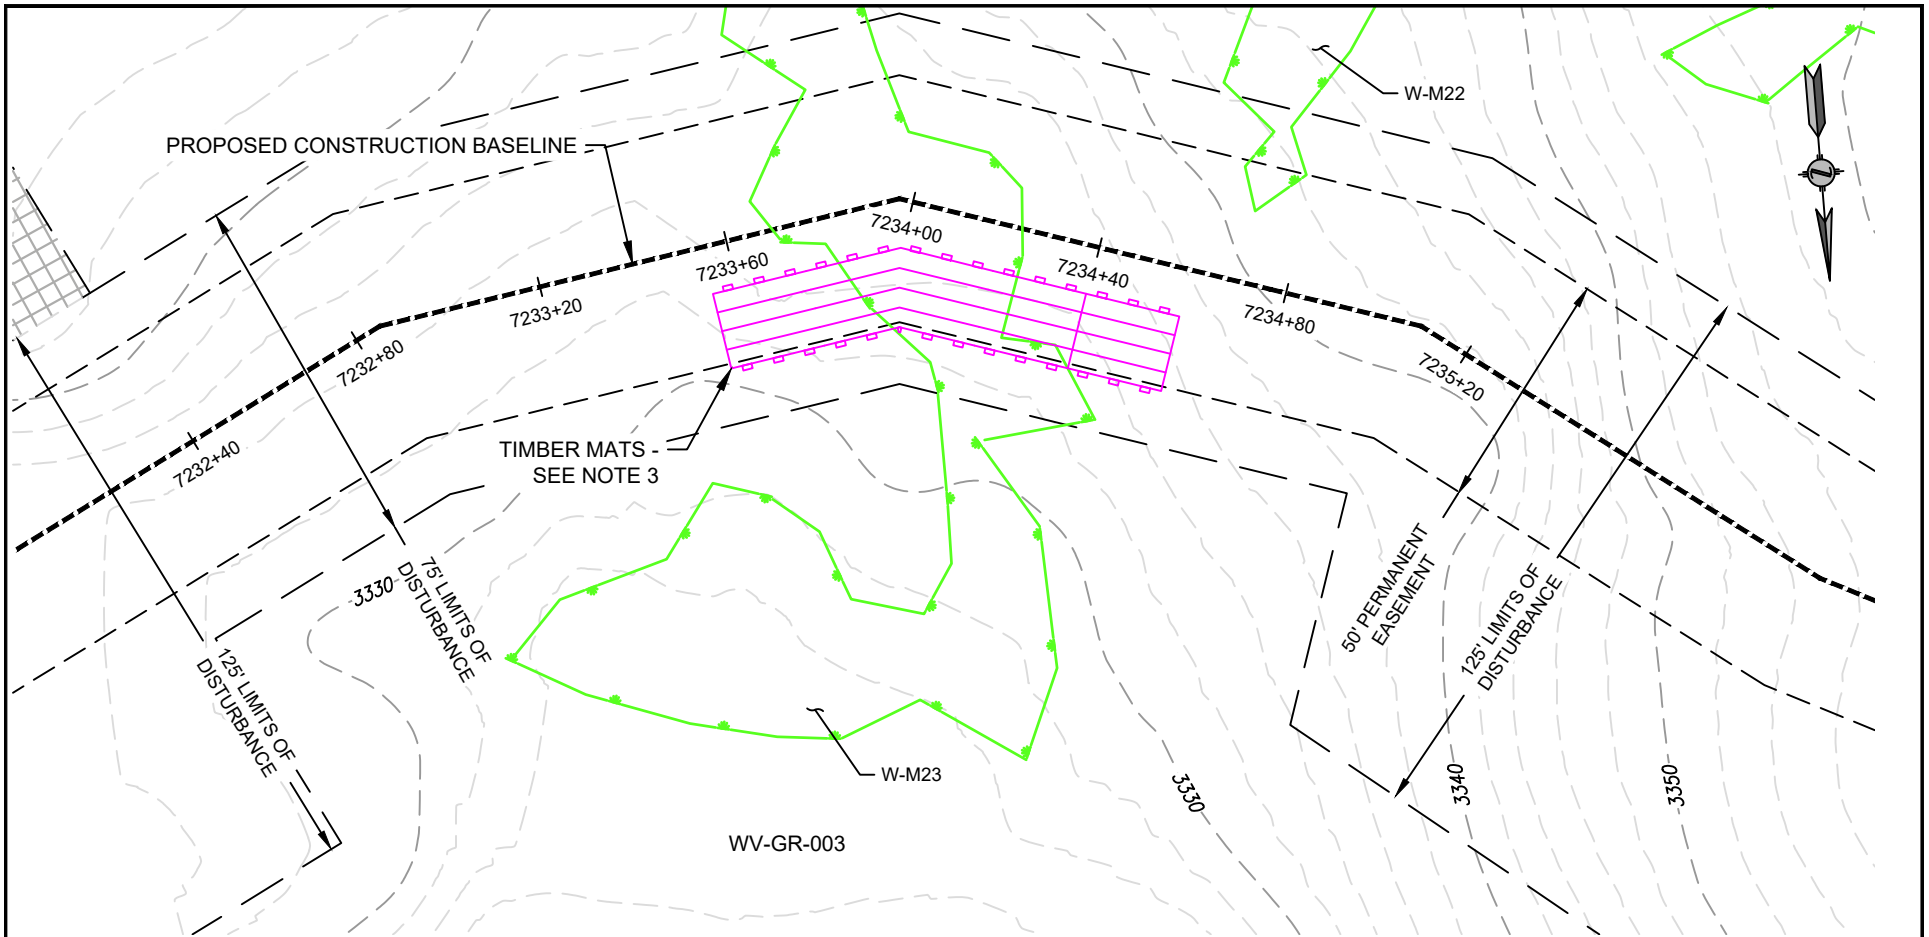 W-M22
PROPOSED CONSTRUCTION BASELINE
7234+00
7233+60
7234+40
7233+20
7234+80
7232+80
7235+20
7232+40
TIMBER MATS -
SEE NOTE 3
3330
75' LIMITS OF
DISTURBANCE
50' PERMANENT
EASEMENT
125' LIMITS OF
DISTURBANCE
125' LIMITS OF
DISTURBANCE
W-M23
3330
3340
3350
WV-GR-003
N